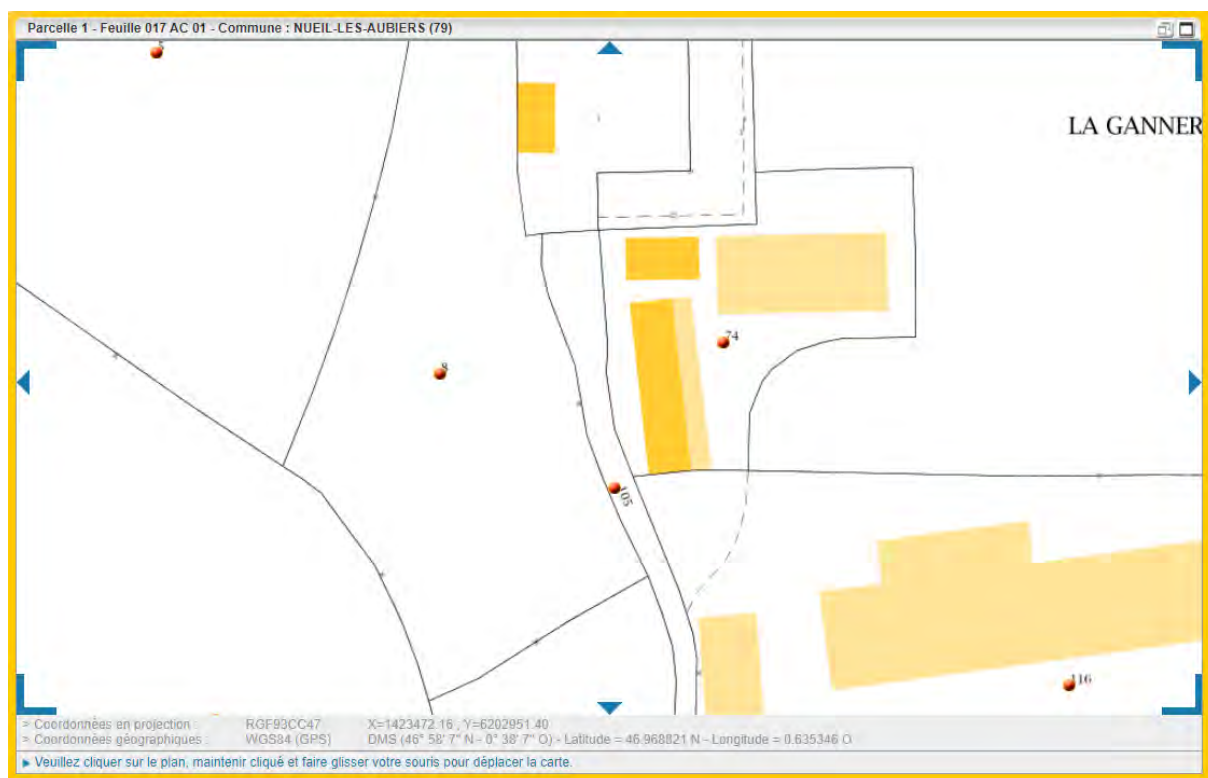 Parcelle 1 - Feuille 017 AC 01 - Commune : NUEIL-LES-AUBIERS (79)
5
1
LA GANNER
74
8
105
116
> Coordonnées en projection : RGF93CC47 X=1423472.16 , Y=6202951.40
> Coordonnées géographiques : WGS84 (GPS) DMS (46° 58' 7" N - 0° 38' 7" O) - Latitude = 46.968821 N - Longitude = 0.635346 O
Veuillez cliquer sur le plan, maintenir cliqué et faire glisser votre souris pour déplacer la carte.